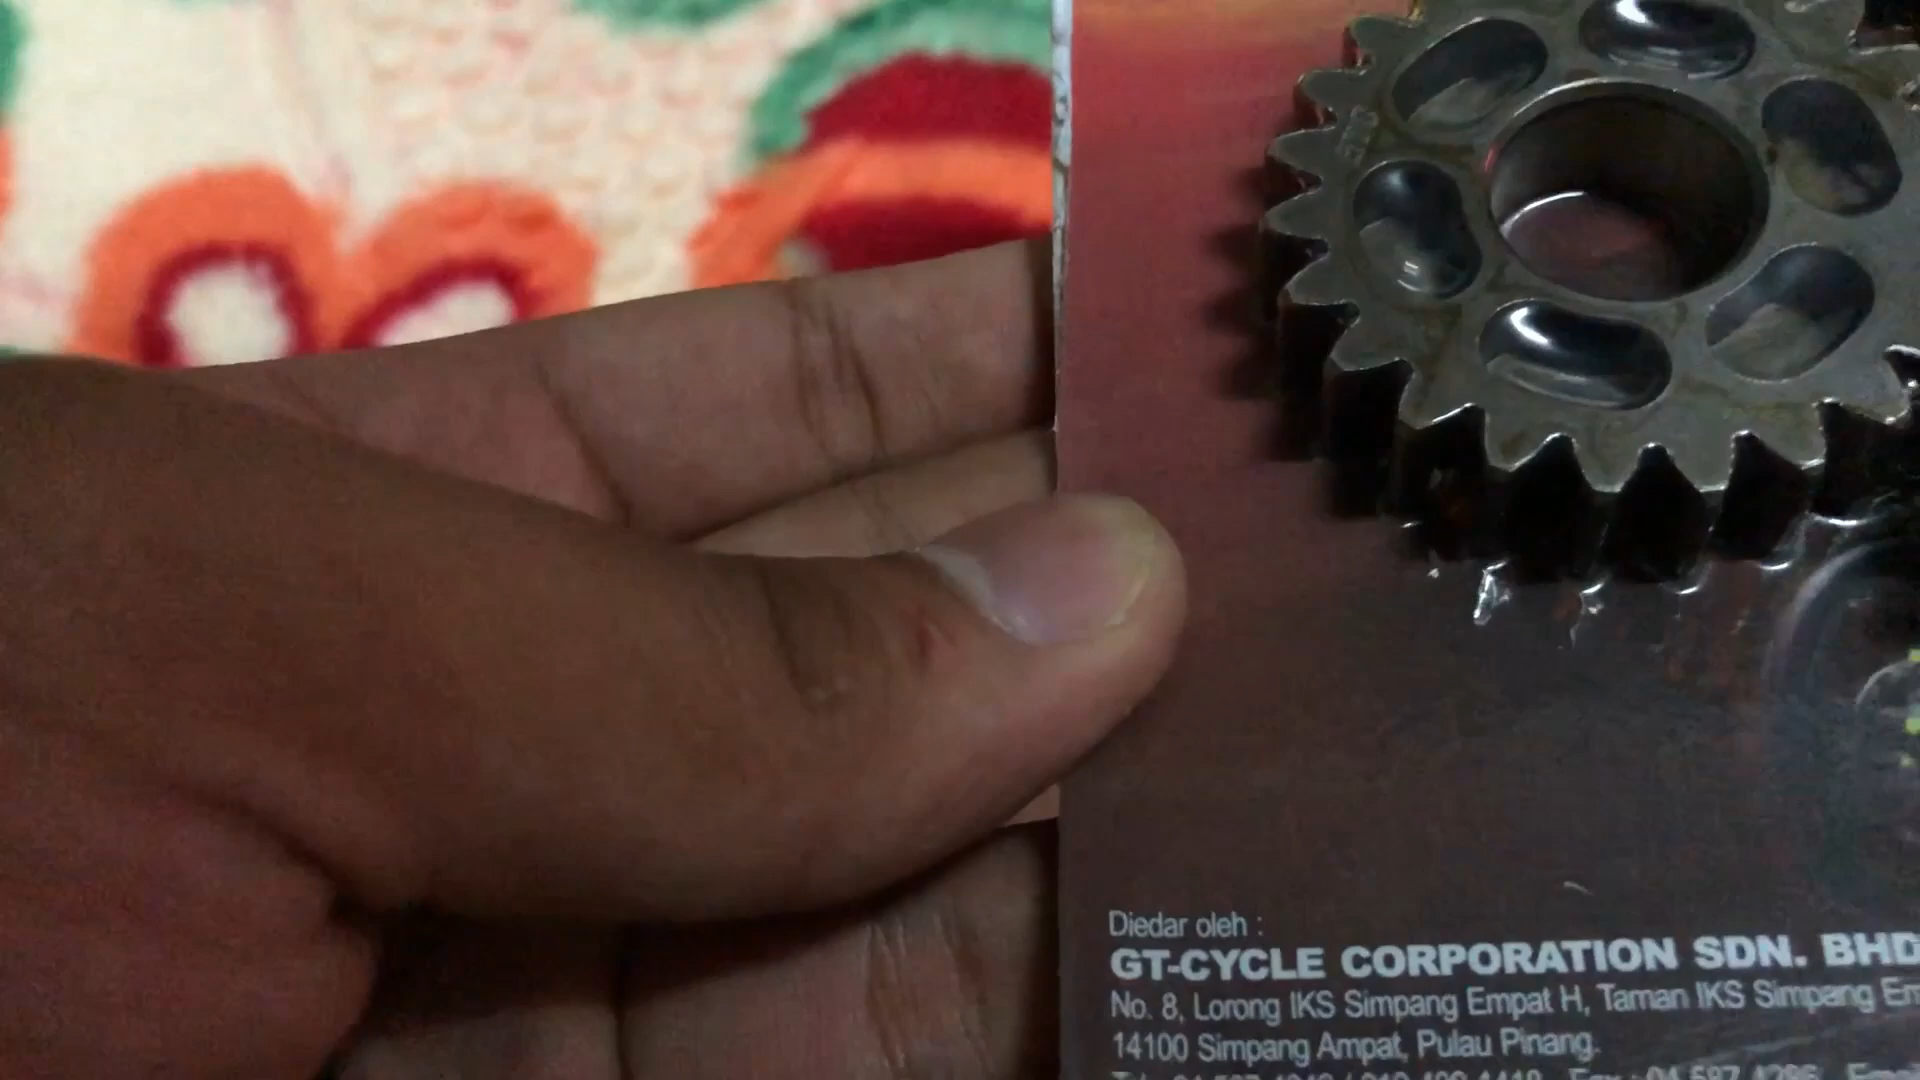 Diedar oleh :
GT-CYCLE CORPORATION SDN. BHD
No. 8, Lorong IKS Simpang Empat H, Taman IKS Simpang
14100 Simpang Ampat, Pulau Pinang.